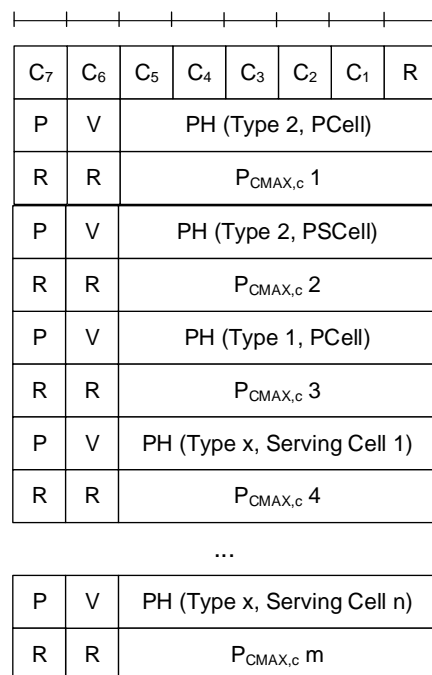 C7 C6 C5 C4 C3 C2 C1 R
P V PH (Type 2, PCell)
R R PCMAX,c 1
P V PH (Type 2, PSCell)
R R PCMAX,c 2
P V PH (Type 1, PCell)
R R PCMAX,c 3
P V PH (Type x, Serving Cell 1)
R R PCMAX,c 4
...
P V PH (Type x, Serving Cell n)
R R PCMAX,c m